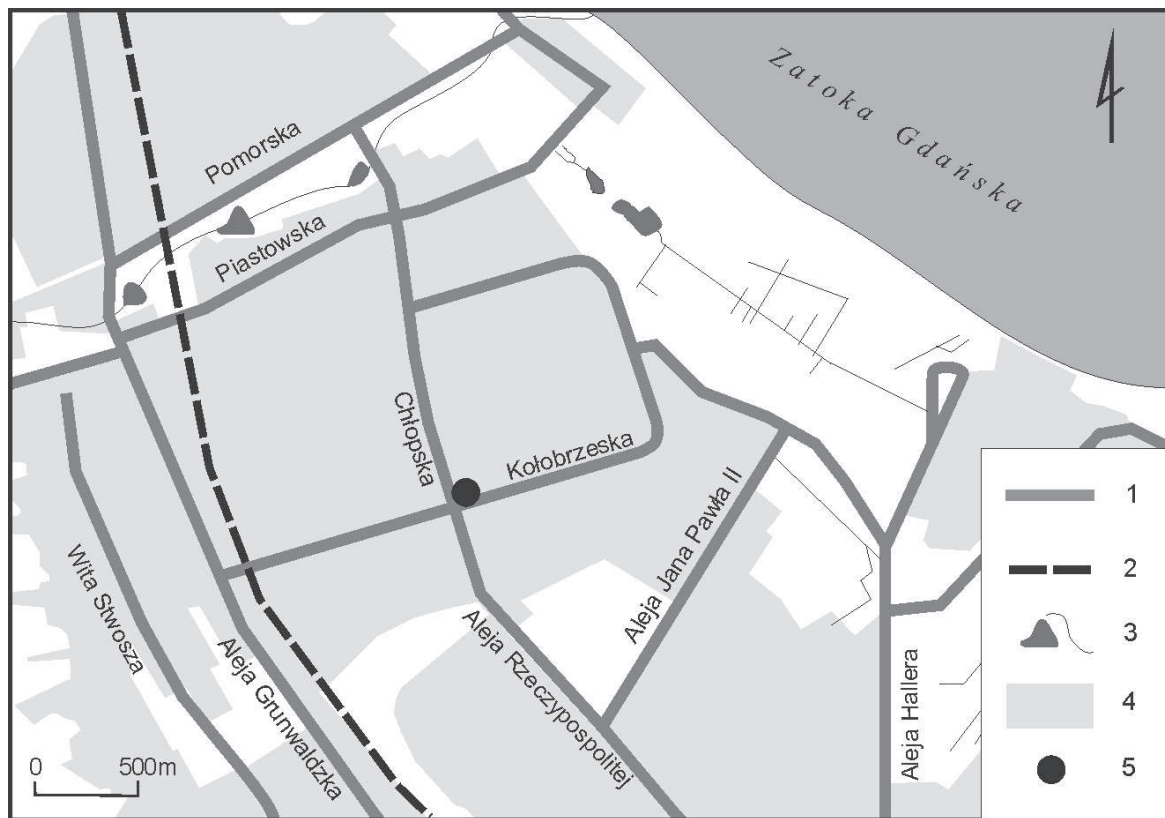 Zatoka Gdańska
Pomorska
Piastowska
Chłopska
Kołobrzeska
Aleja Jana Pawła II
Wita Stwosza
Aleja Grunwaldzka
Aleja Rzeczypospolitej
Aleja Hallera
1
2
3
4
5
0 500m